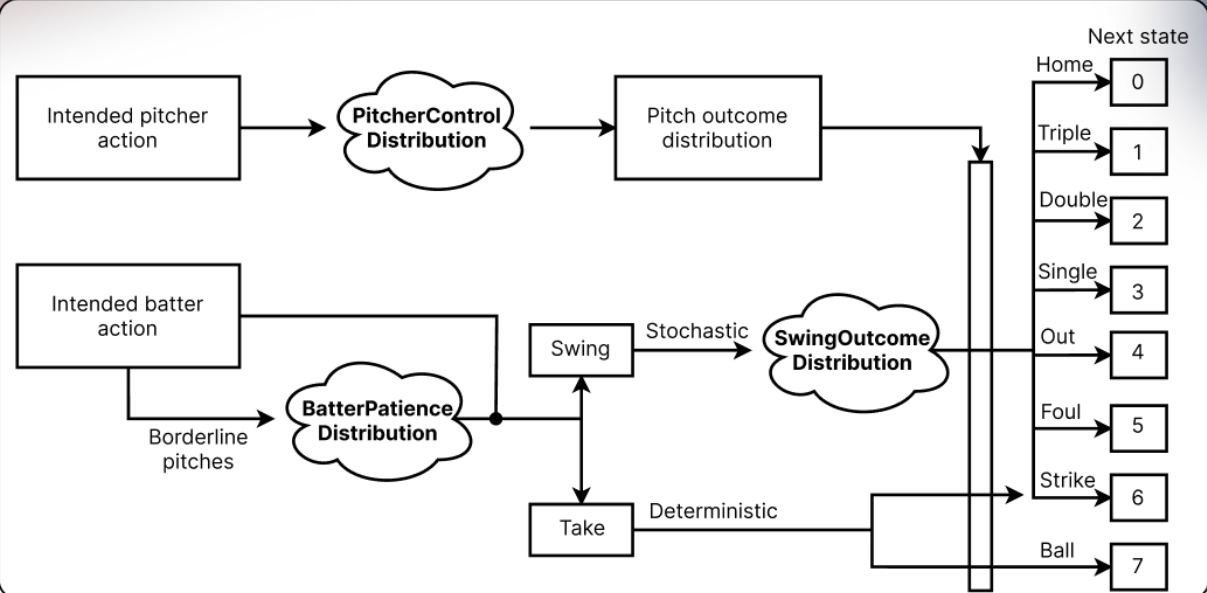 Next state
Home
0
Intended pitcher
action
PitcherControl
Distribution
Pitch outcome
distribution
Triple
1
Double
2
Intended batter
action
Single
3
Swing
Stochastic
SwingOutcome
Distribution
Out
4
BatterPatience
Distribution
Borderline
pitches
Foul
5
Take
Deterministic
Strike
6
Ball
7